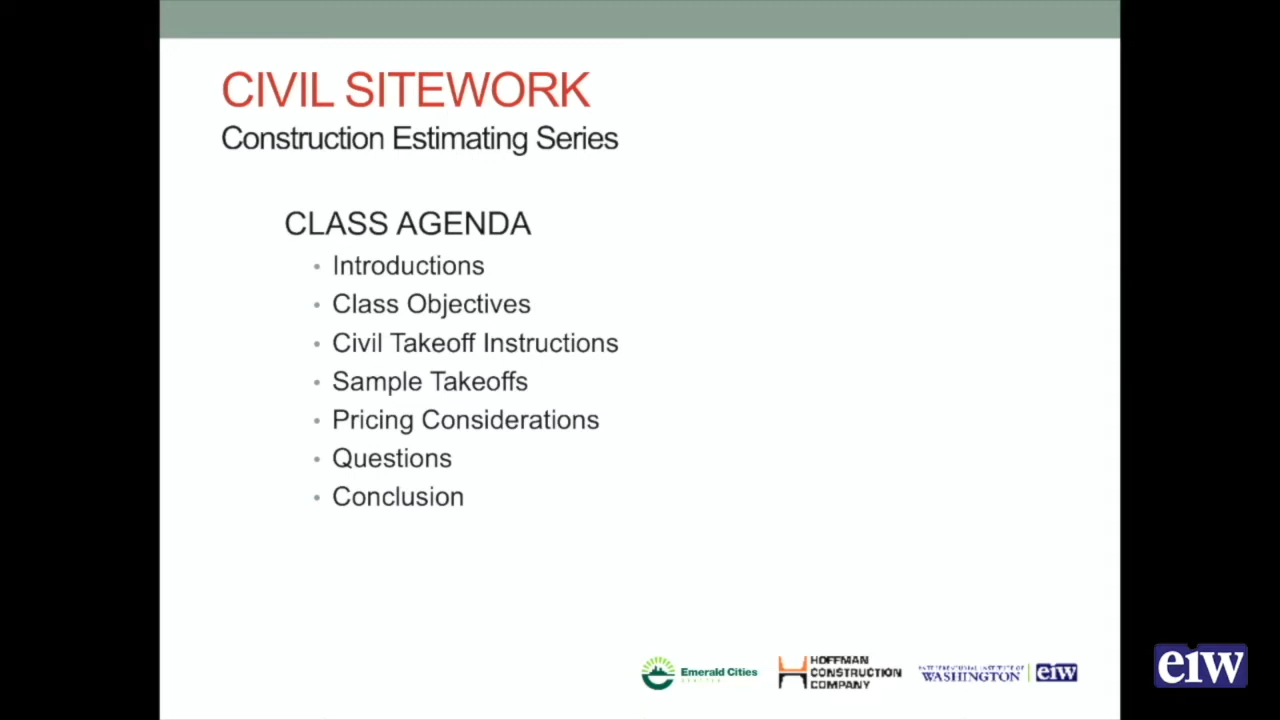 CIVIL SITEWORK
Construction Estimating Series
CLASS AGENDA
• Introductions
• Class Objectives
• Civil Takeoff Instructions
• Sample Takeoffs
• Pricing Considerations
• Questions
• Conclusion
Emerald Cities
HOFFMAN
CONSTRUCTION
COMPANY
WASHINGTON
eiw
eiw